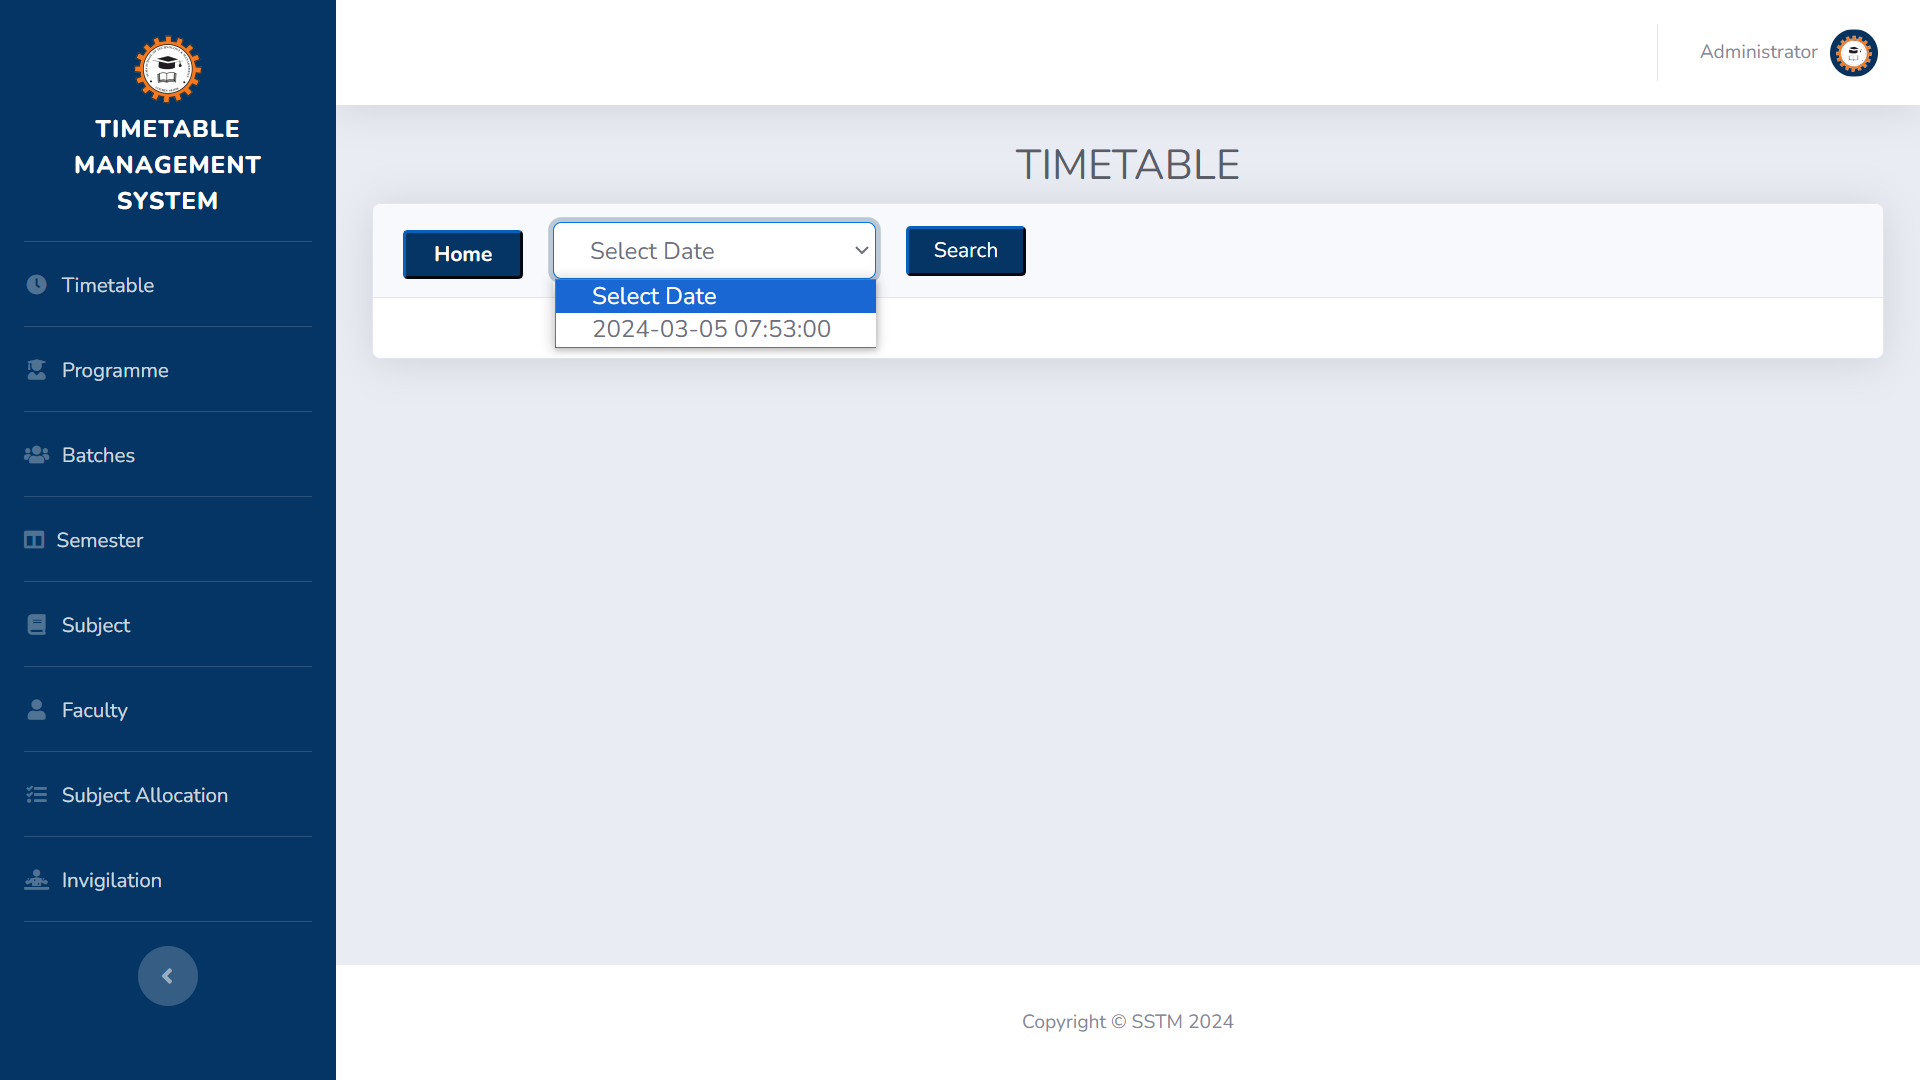 TIMETABLE
MANAGEMENT
SYSTEM
Timetable
Programme
Batches
Semester
Subject
Faculty
Subject Allocation
Invigilation
Administrator
TIMETABLE
Home
Select Date
Search
Select Date
2024-03-05 07:53:00
Copyright © SSTM 2024